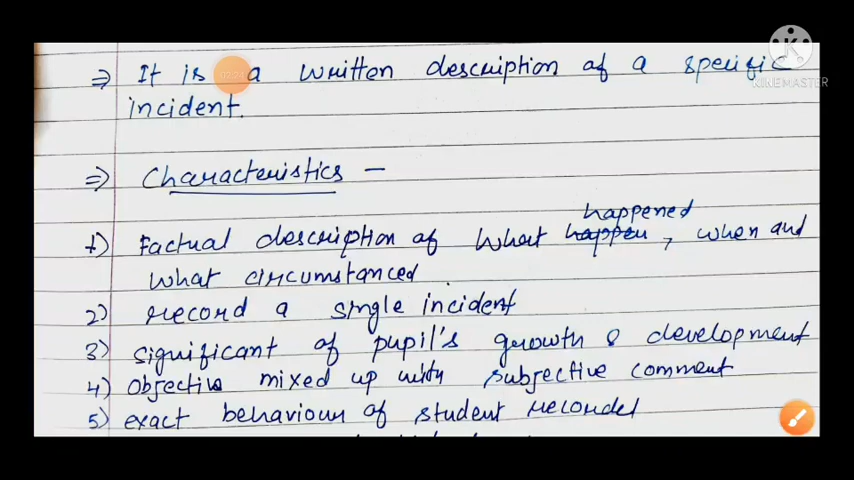 ⇒ It is a written description of a specific
incident.
⇒ Characteristics –
1) Factual description of what happen happened, when and
what circumstanced
2) record a single incident
3) significant of pupil's growth & development
4) objective mixed up with subjective comment
5) exact behaviour of student recorded
02:24
KINEMASTER